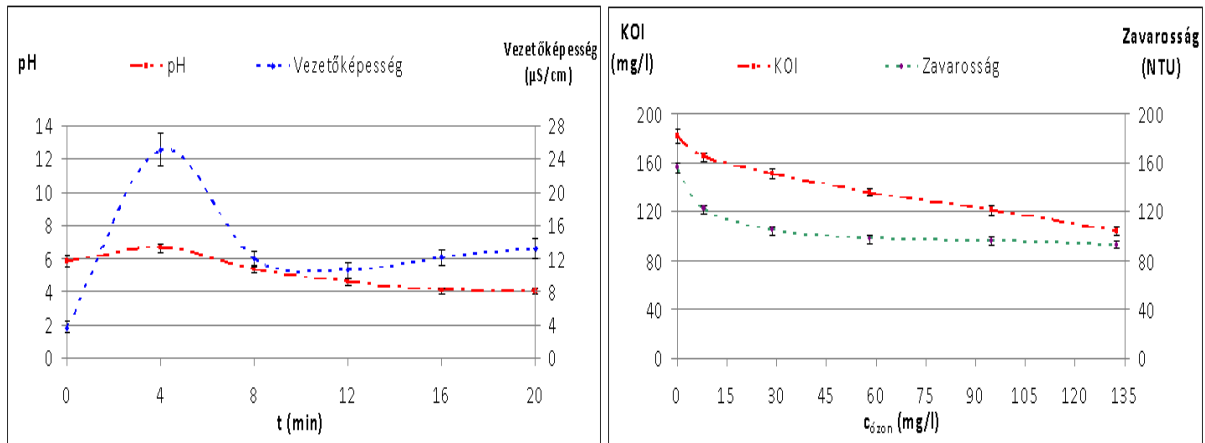 pH
Vezetőképesség
(µS/cm)
pH
Vezetőképesség
14
12
10
8
6
4
2
0
28
24
20
16
12
8
4
0
0 4 8 12 16 20
t (min)
KOI
(mg/l)
Zavarosság
(NTU)
KOI
Zavarosság
200
160
120
80
40
0
200
160
120
80
40
0
0 15 30 45 60 75 90 105 120 135
cózon (mg/l)